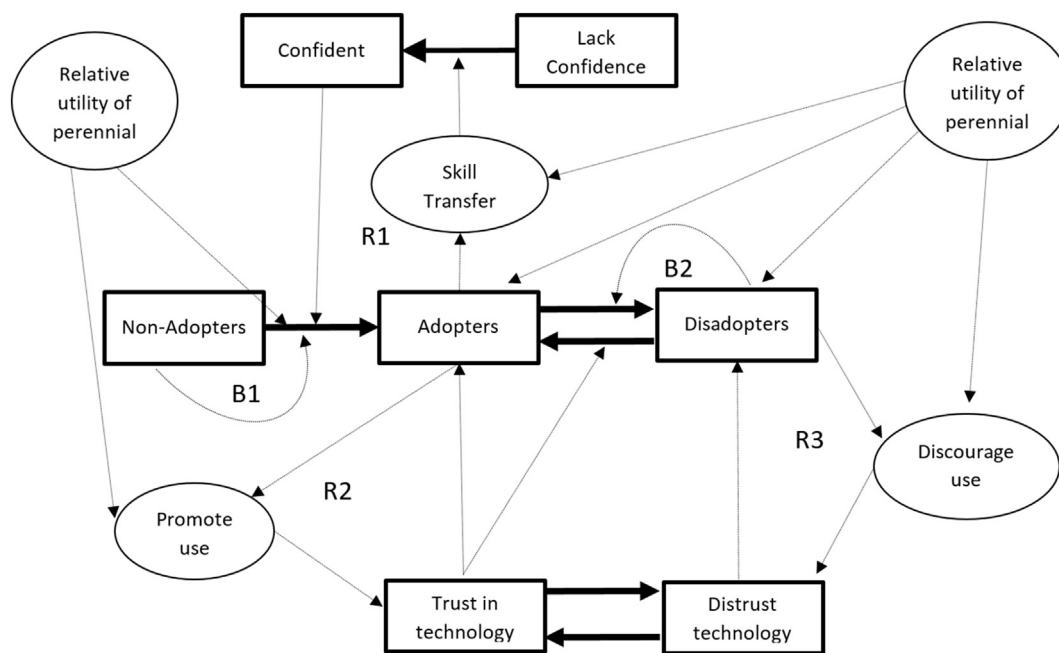 Relative
utility of
perennial
Confident
Lack
Confidence
Relative
utility of
perennial
Skill
Transfer
R1
B2
Non-Adopters
Adopters
Disadopters
B1
R2
R3
Discourage
use
Promote
use
Trust in
technology
Distrust
technology